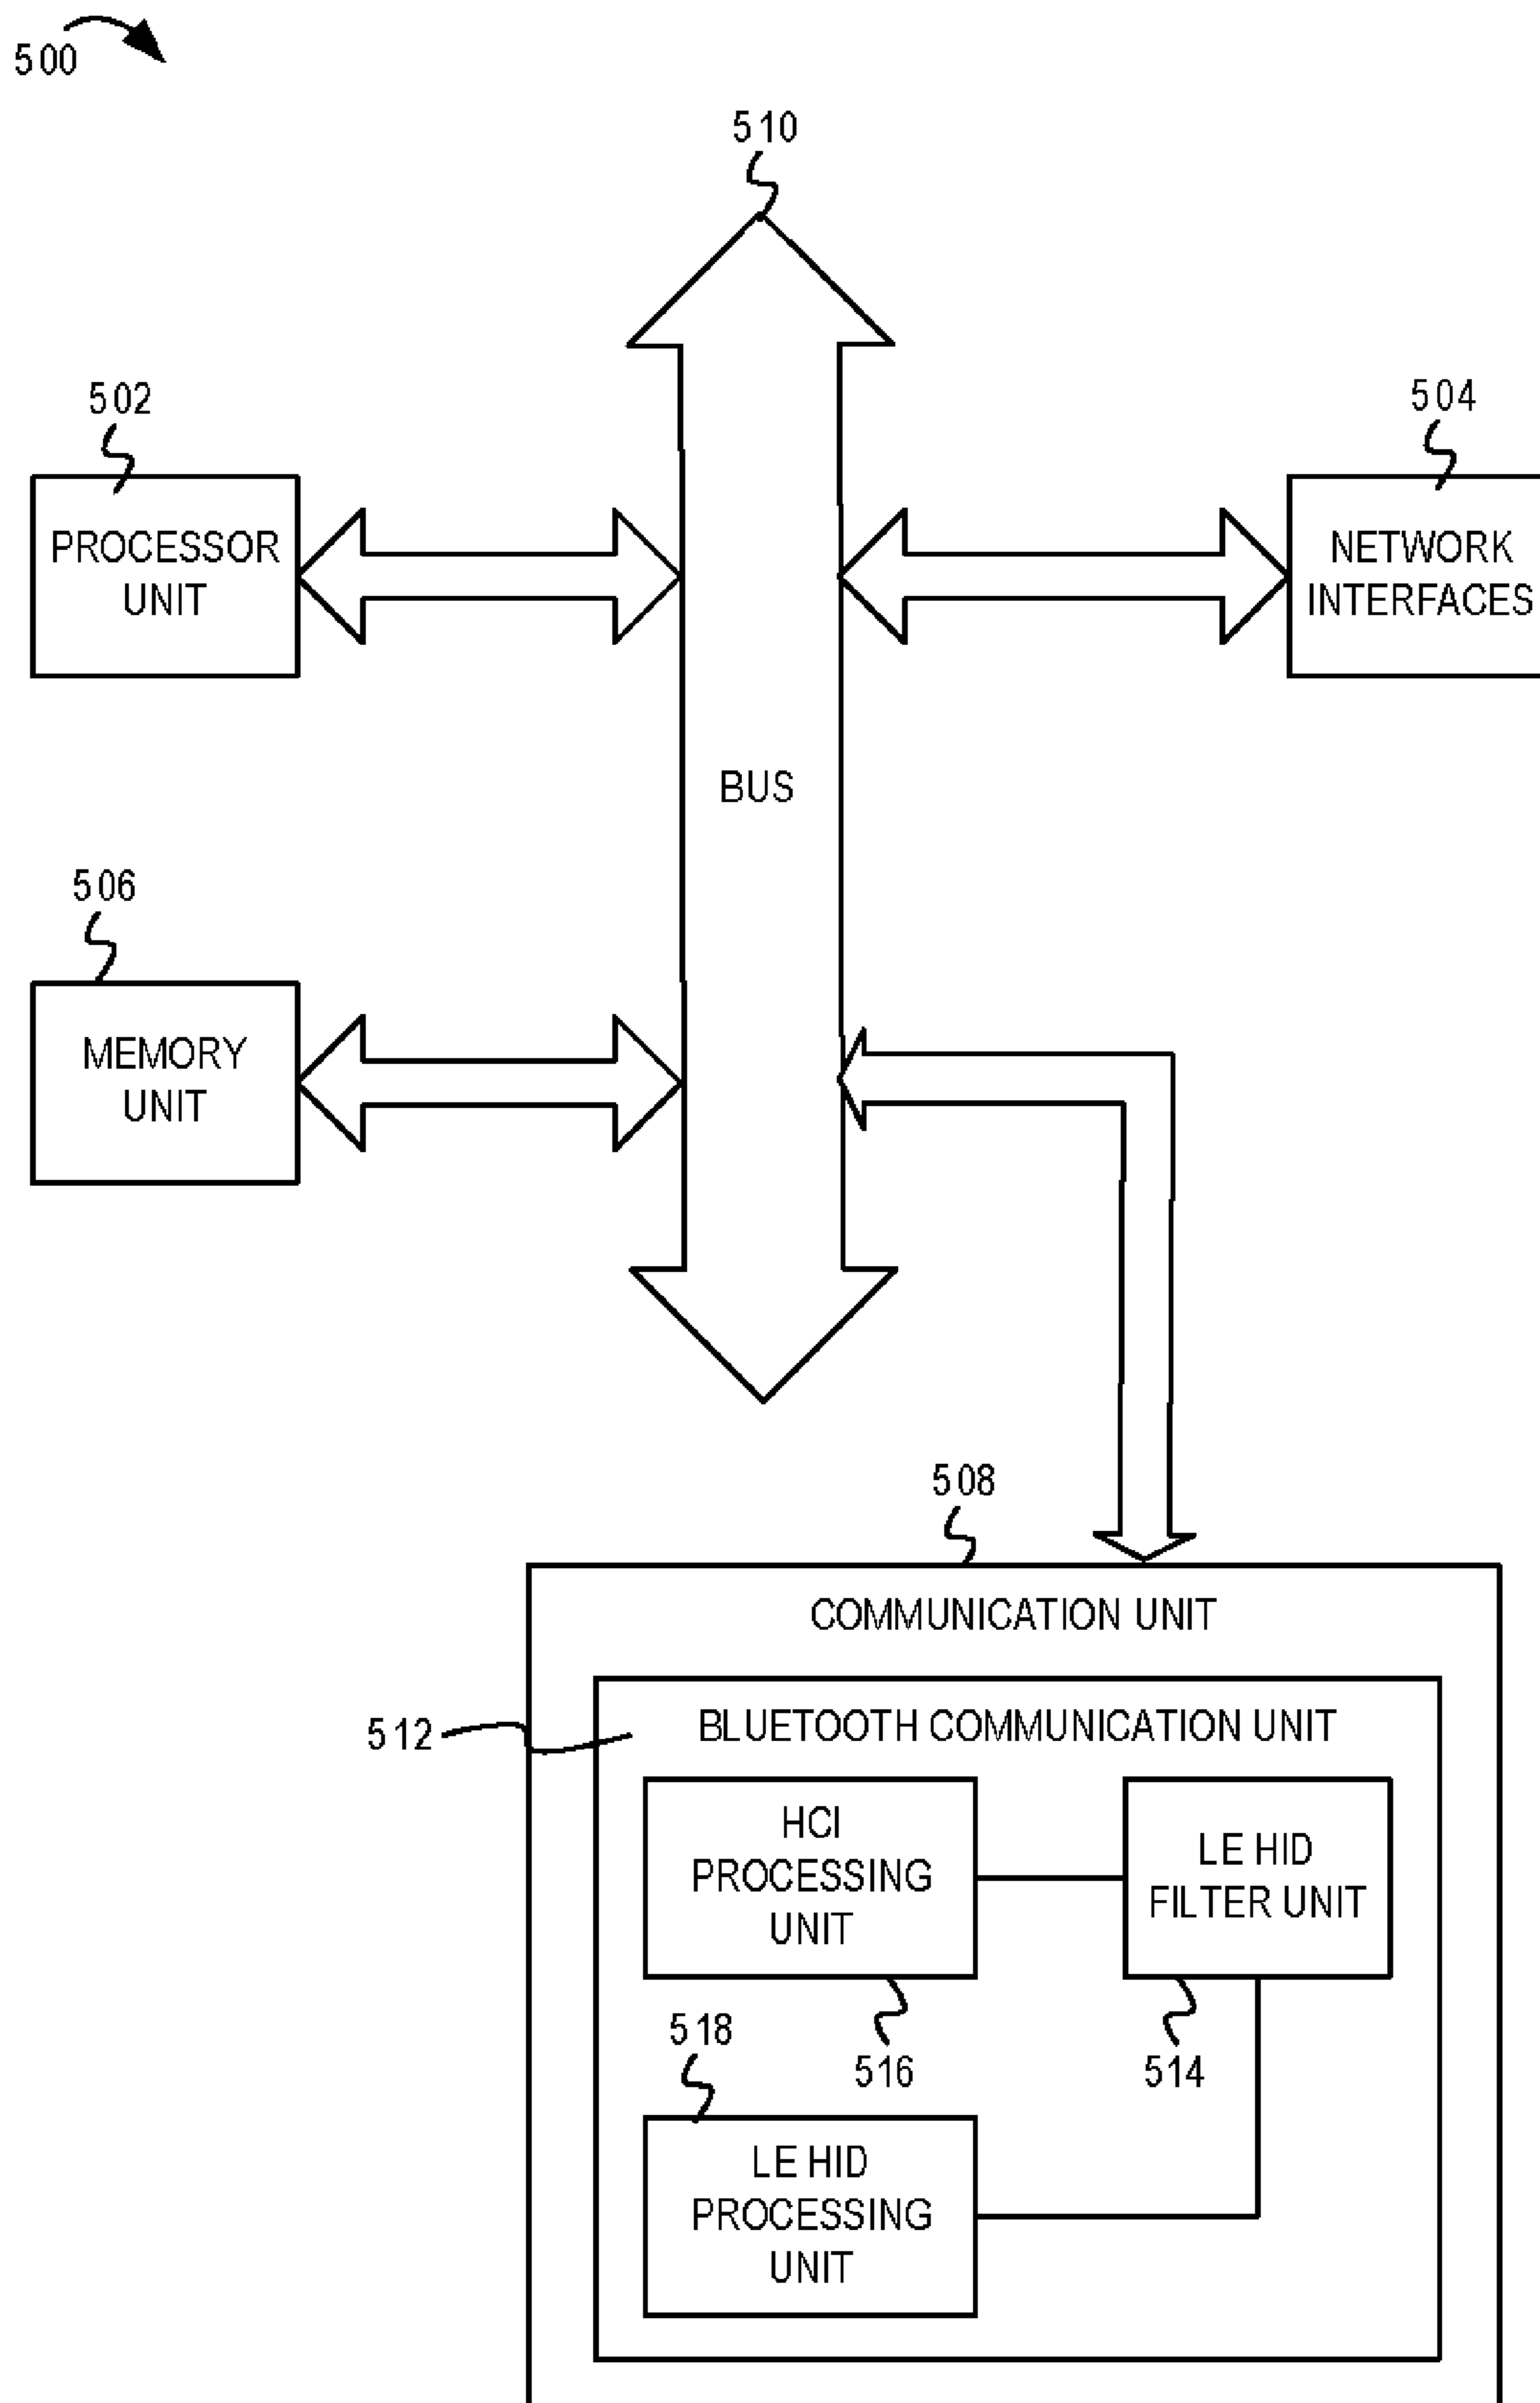 500
510
502
504
PROCESSOR
UNIT
NETWORK
INTERFACES
BUS
506
MEMORY
UNIT
508
COMMUNICATION UNIT
512
BLUETOOTH COMMUNICATION UNIT
HCI
PROCESSING
UNIT
LE HID
FILTER UNIT
518
516
514
LE HID
PROCESSING
UNIT